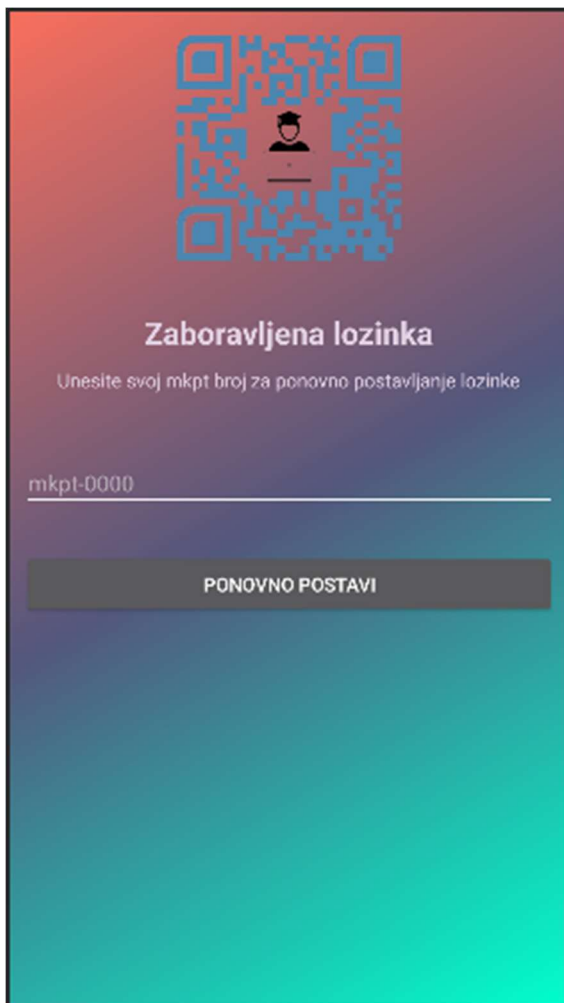 Zaboravljena lozinka
Unesite svoj mkpt broj za ponovno postavljanje lozinke
mkpt-0000
PONOVNO POSTAVI